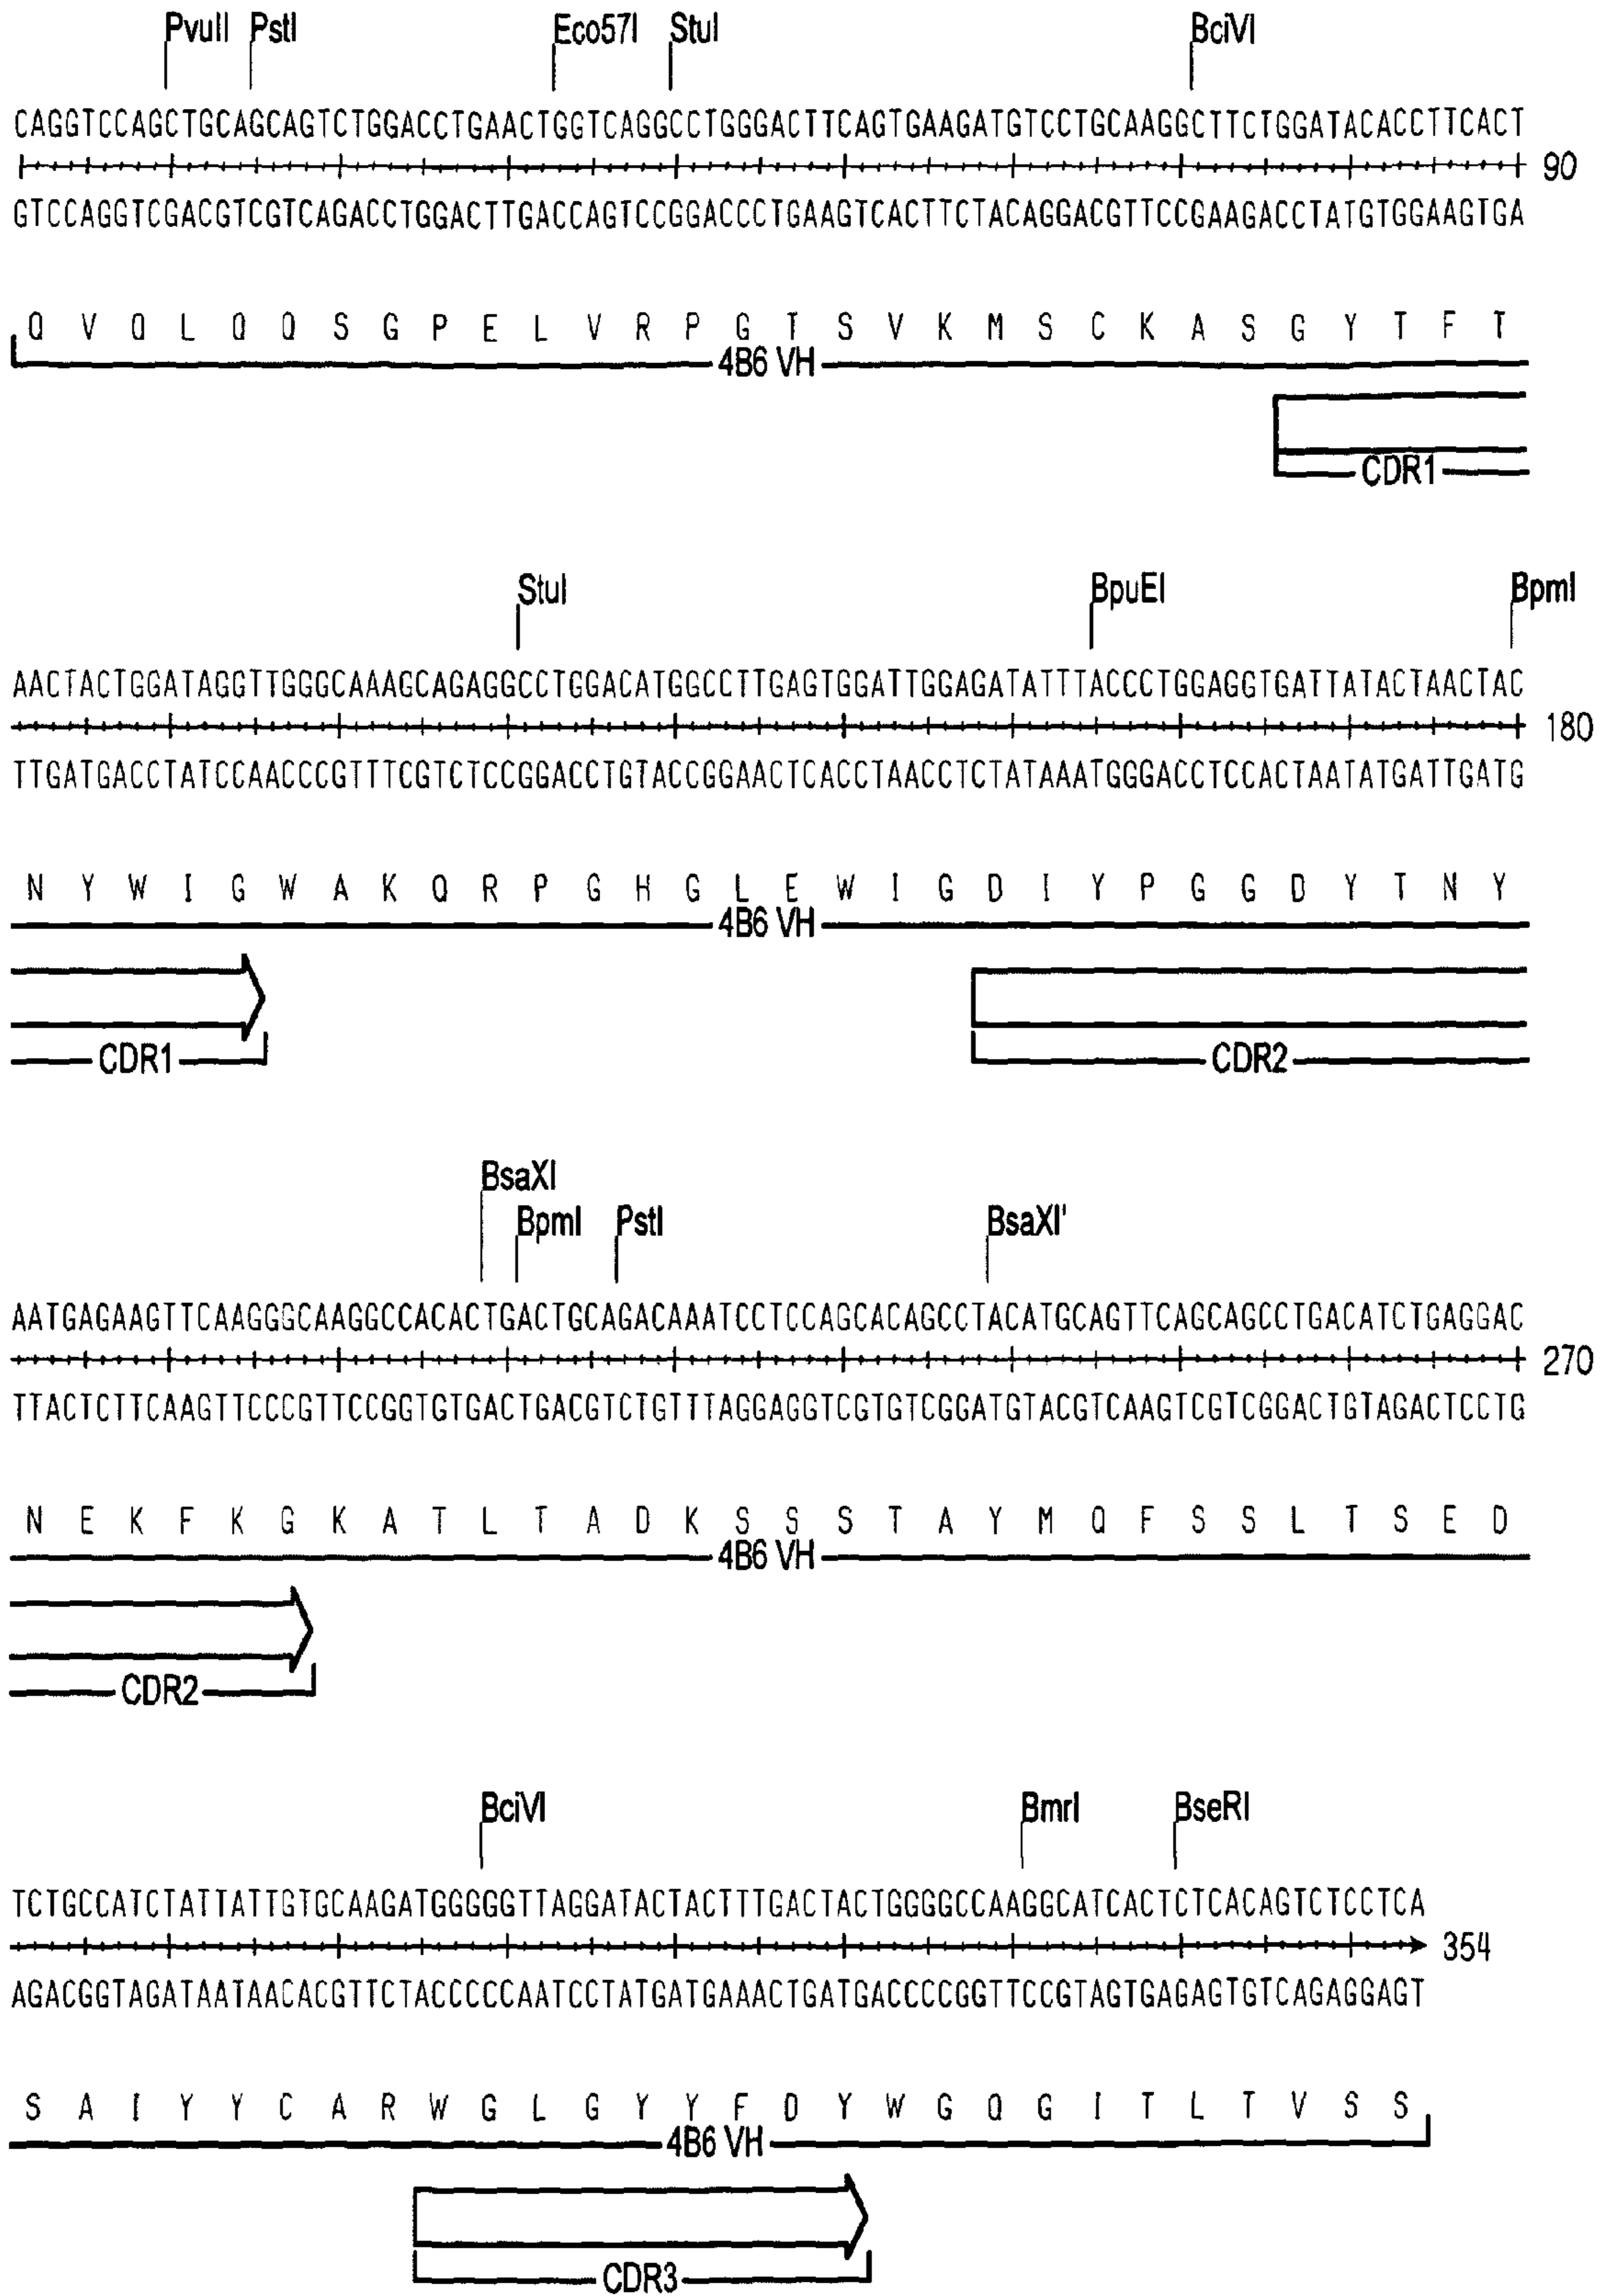 PvuII PstI Eco57I StuI BciVI
CAGGTCCAGCTGCAGCAGTCTGGACCTGAACTGGTCAGGCCTGGGACTTCAGTGAAGATGTCCTGCAAGGCTTCTGGATACACCTTCACT
90
GTCCAGGTCGACGTCGTCAGACCTGGACTTGACCAGTCCGGACCCTGAAGTCACTTCTACAGGACGTTCCGAAGACCTATGTGGAAGTGA
Q V Q L Q Q S G P E L V R P G T S V K M S C K A S G Y T F T
4B6 VH
CDR1
StuI BpuEI BpmI
AACTACTGGATAGGTTGGGCAAAGCAGAGGCCTGGACATGGCCTTGAGTGGATTGGAGATATTTACCCTGGAGGTGATTATACTAACTAC
180
TTGATGACCTATCCAACCCGTTTCGTCTCCGGACCTGTACCGGAACTCACCTAACCTCTATAAATGGGACCTCCACTAATATGATTGATG
N Y W I G W A K Q R P G H G L E W I G D I Y P G G D Y T N Y
4B6 VH
CDR1 CDR2
BsaXI
BpmI PstI BsaXI'
AATGAGAAGTTCAAGGGCAAGGCCACACTGACTGCAGACAAATCCTCCAGCACAGCCTACATGCAGTTCAGCAGCCTGACATCTGAGGAC
270
TTACTCTTCAAGTTCCCGTTCCGGTGTGACTGACGTCTGTTTAGGAGGTCGTGTCGGATGTACGTCAAGTCGTCGGACTGTAGACTCCTG
N E K F K G K A T L T A D K S S S T A Y M Q F S S L T S E D
4B6 VH
CDR2
BciVI BmrI BseRI
TCTGCCATCTATTATTGTGCAAGATGGGGGTTAGGATACTACTTTGACTACTGGGGCCAAGGCATCACTCTCACAGTCTCCTCA
354
AGACGGTAGATAATAACACGTTCTACCCCCAATCCTATGATGAAACTGATGACCCCGGTTCCGTAGTGAGAGTGTCAGAGGAGT
S A I Y Y C A R W G L G Y Y F D Y W G Q G I T L T V S S
4B6 VH
CDR3